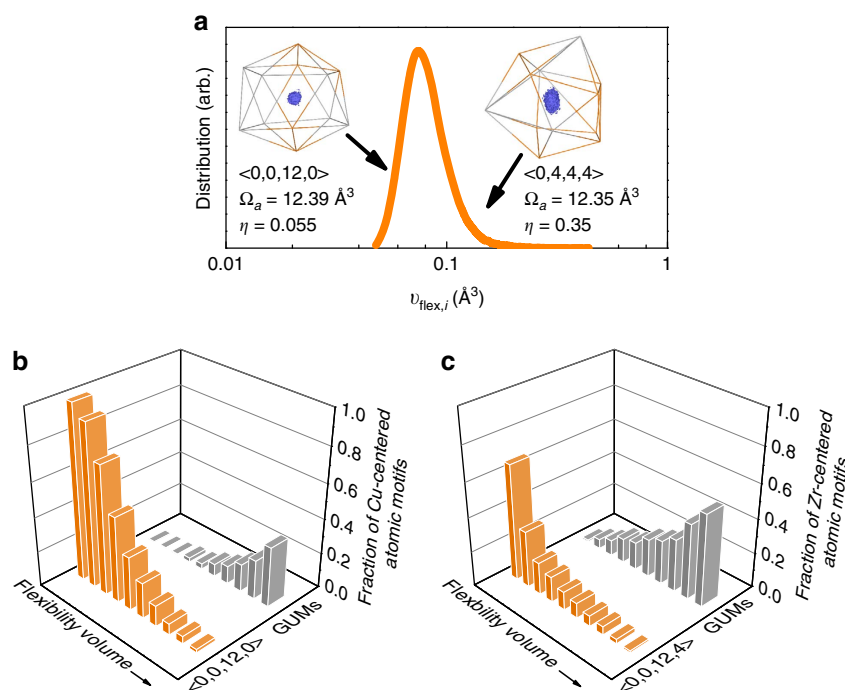 a
Distribution (arb.)
<0,0,12,0>
Ωa = 12.39 Å3
η = 0.055
<0,4,4,4>
Ωa = 12.35 Å3
η = 0.35
0.01
0.1
1
υflex,i (Å3)
b
1.0
0.8
0.6
0.4
0.2
0.0
Fraction of Cu-centered
atomic motifs
Flexibility volume
<0,0,12,0>
GUMs
c
1.0
0.8
0.6
0.4
0.2
0.0
Fraction of Zr-centered
atomic motifs
Flexibility volume
<0,0,12,4>
GUMs